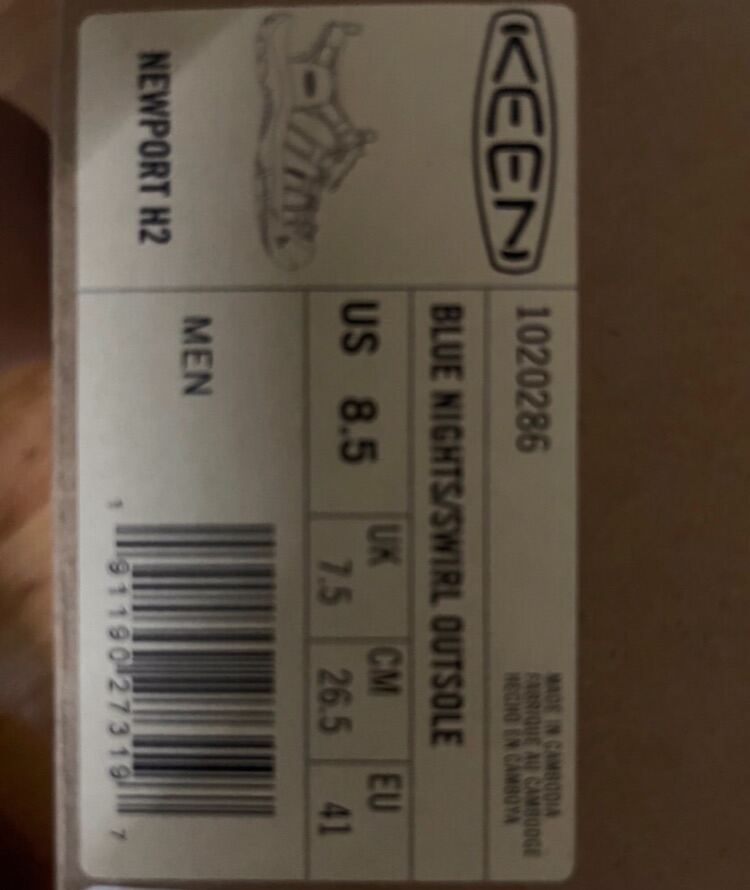 KEEN
NEWPORT H2
1020286
MADE IN CAMBODIA
FABRIQUÉ AU CAMBODGE
HECHO EN CAMBOYA
BLUE NIGHTS/SWIRL OUTSOLE
US 8.5
UK 7.5
CM 26.5
EU 41
MEN
1 91190 27319 7